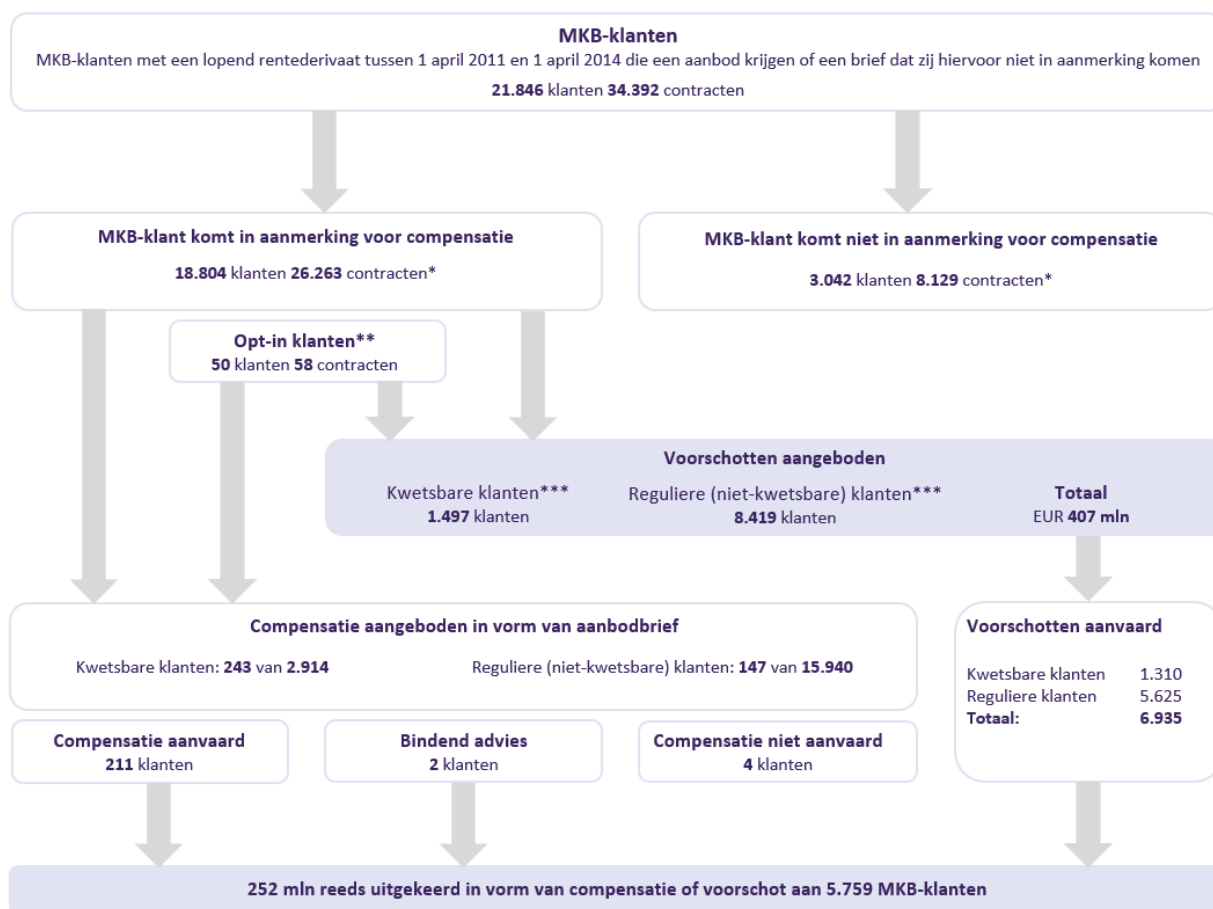 MKB-klanten
MKB-klanten met een lopend rentederivaat tussen 1 april 2011 en 1 april 2014 die een aanbod krijgen of een brief dat zij hiervoor niet in aanmerking komen
21.846 klanten 34.392 contracten
MKB-klant komt in aanmerking voor compensatie
18.804 klanten 26.263 contracten*
MKB-klant komt niet in aanmerking voor compensatie
3.042 klanten 8.129 contracten*
Opt-in klanten**
50 klanten 58 contracten
Voorschotten aangeboden
Kwetsbare klanten***
1.497 klanten
Reguliere (niet-kwetsbare) klanten***
8.419 klanten
Totaal
EUR 407 mln
Compensatie aangeboden in vorm van aanbodbrief
Kwetsbare klanten: 243 van 2.914
Reguliere (niet-kwetsbare) klanten: 147 van 15.940
Voorschotten aanvaard
Kwetsbare klanten 1.310
Reguliere klanten 5.625
Totaal: 6.935
Compensatie aanvaard
211 klanten
Bindend advies
2 klanten
Compensatie niet aanvaard
4 klanten
252 mln reeds uitgekeerd in vorm van compensatie of voorschot aan 5.759 MKB-klanten